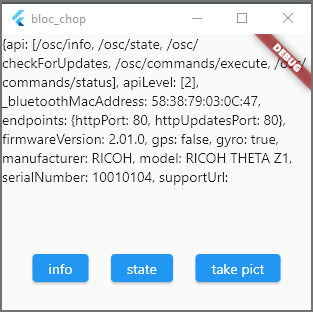 bloc_chop
{api: [/osc/info, /osc/state, /osc/
checkForUpdates, /osc/commands/execute, /osc/
commands/status], apiLevel: [2],
_bluetoothMacAddress: 58:38:79:03:0C:47,
endpoints: {httpPort: 80, httpUpdatesPort: 80},
firmwareVersion: 2.01.0, gps: false, gyro: true,
manufacturer: RICOH, model: RICOH THETA Z1,
serialNumber: 10010104, supportUrl:
DEBUG
info
state
take pict